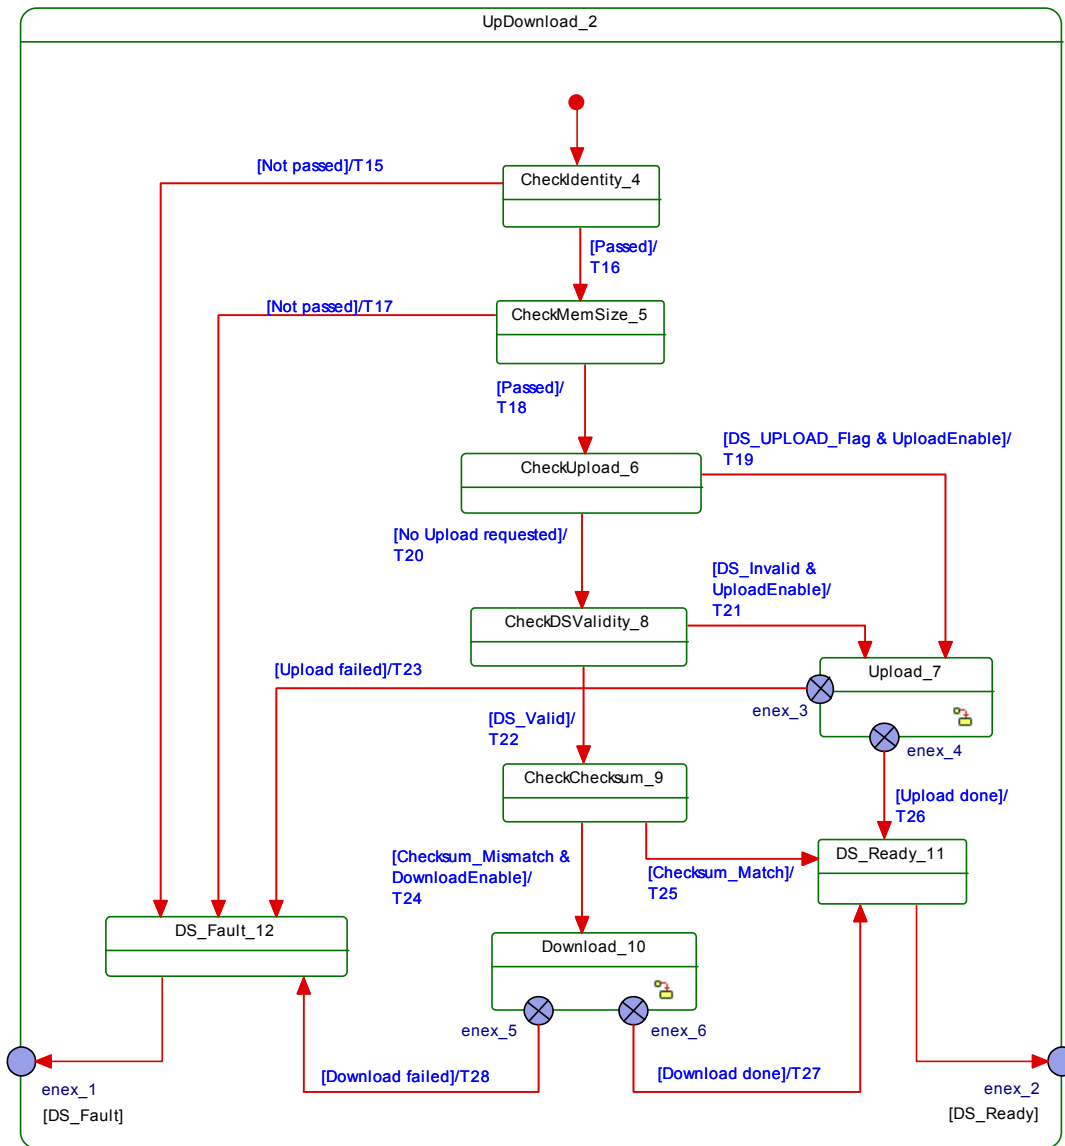 UpDownload_2
[Not passed]/T15
CheckIdentity_4
[Passed]/
T16
[Not passed]/T17
CheckMemSize_5
[Passed]/
T18
[DS_UPLOAD_Flag & UploadEnable]/
T19
CheckUpload_6
[No Upload requested]/
T20
[DS_Invalid &
UploadEnable]/
T21
CheckDSValidity_8
[Upload failed]/T23
Upload_7
enex_3
[DS_Valid]/
T22
enex_4
CheckChecksum_9
[Upload done]/
T26
[Checksum_Mismatch &
DownloadEnable]/
T24
[Checksum_Match]/
T25
DS_Ready_11
DS_Fault_12
Download_10
enex_5
enex_6
[Download failed]/T28
[Download done]/T27
enex_1
[DS_Fault]
enex_2
[DS_Ready]